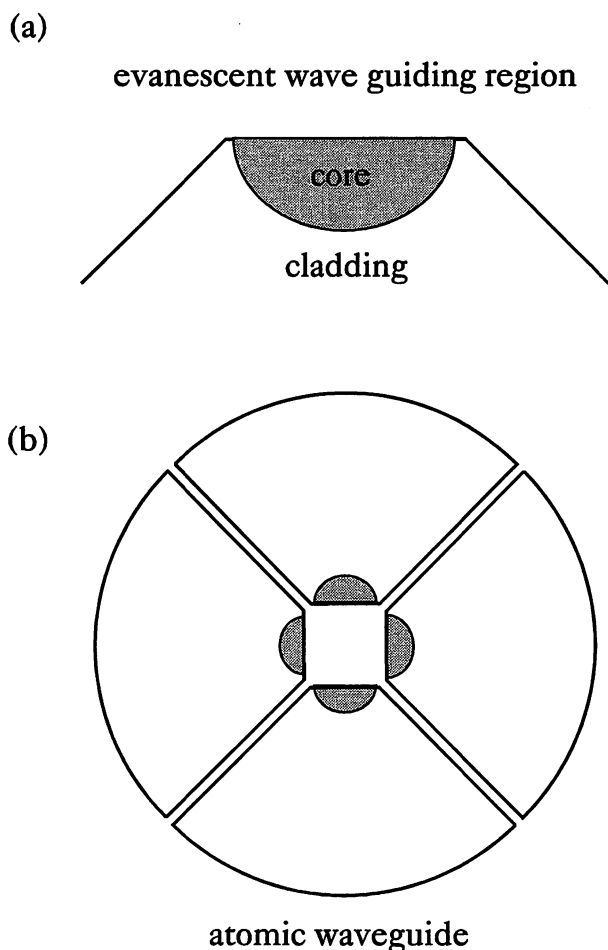 (a)
evanescent wave guiding region
core
cladding
(b)
atomic waveguide